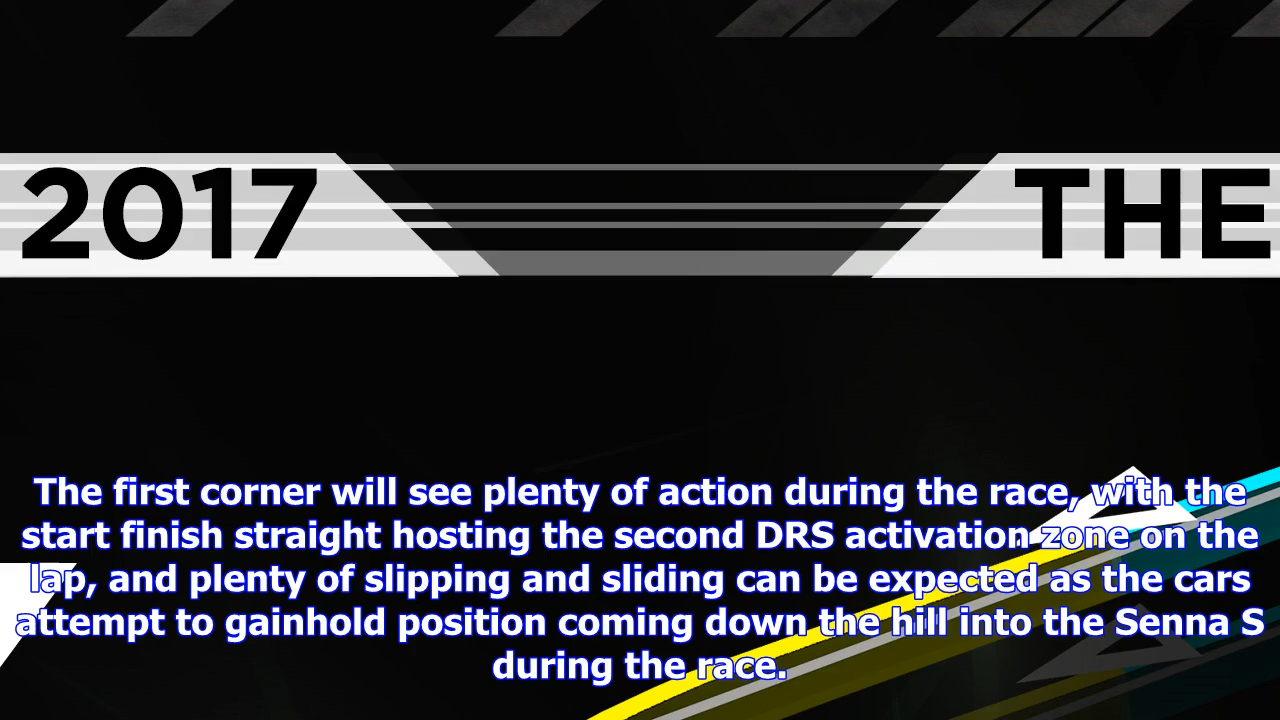 2017 THE
The first corner will see plenty of action during the race, with the
start finish straight hosting the second DRS activation zone on the
lap, and plenty of slipping and sliding can be expected as the cars
attempt to gainhold position coming down the hill into the Senna S
during the race.